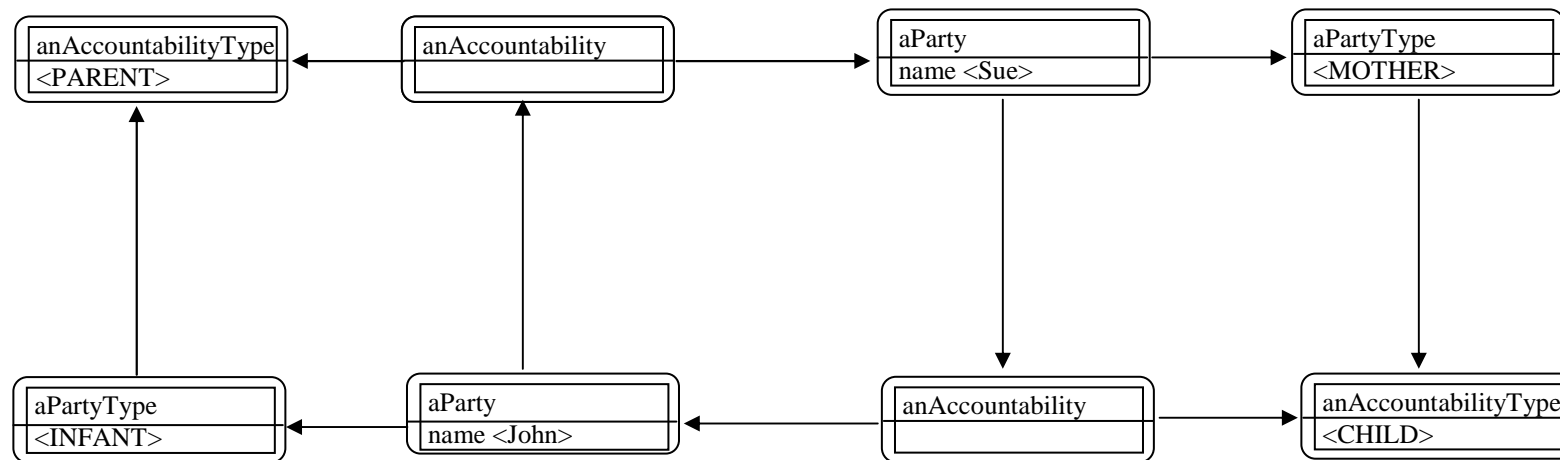 anAccountabilityType
<PARENT>
anAccountability
aParty
name <Sue>
aPartyType
<MOTHER>
aPartyType
<INFANT>
aParty
name <John>
anAccountability
anAccountabilityType
<CHILD>